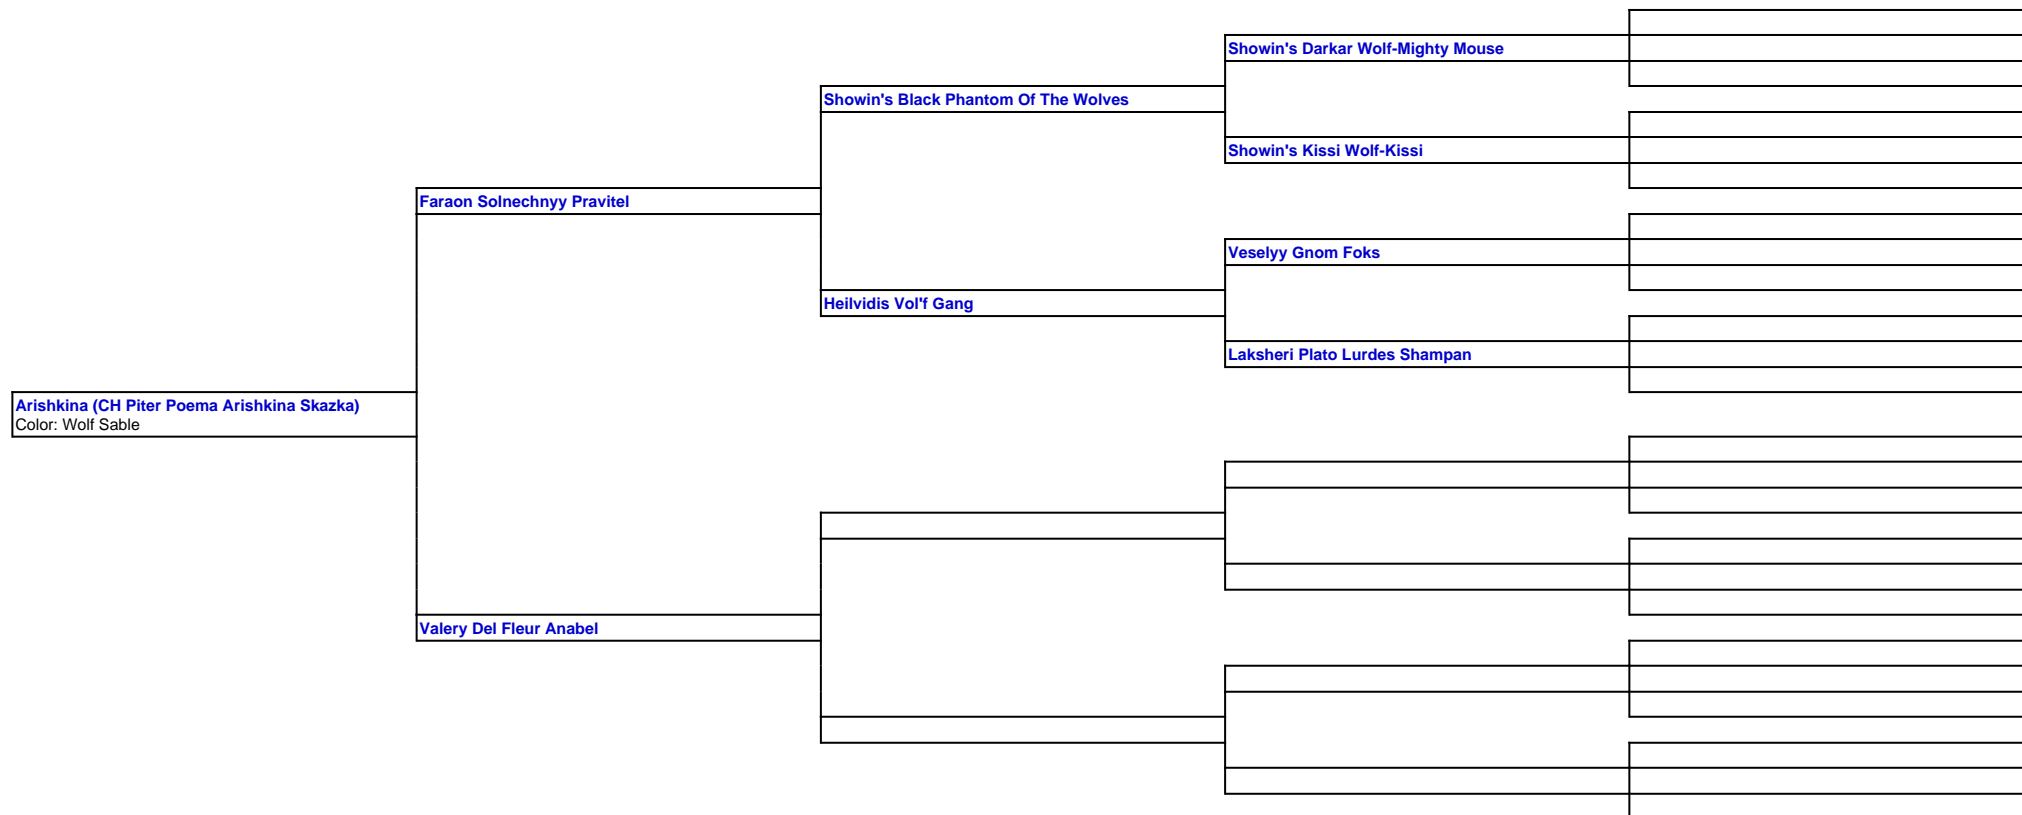 Showin's Darkar Wolf-Mighty Mouse
Showin's Black Phantom Of The Wolves
Showin's Kissi Wolf-Kissi
Faraon Solnechnyy Pravitel
Veselyy Gnom Foks
Heilvidis Vol'f Gang
Laksheri Plato Lurdes Shampan
Arishkina (CH Piter Poema Arishkina Skazka)
Color: Wolf Sable
Valery Del Fleur Anabel